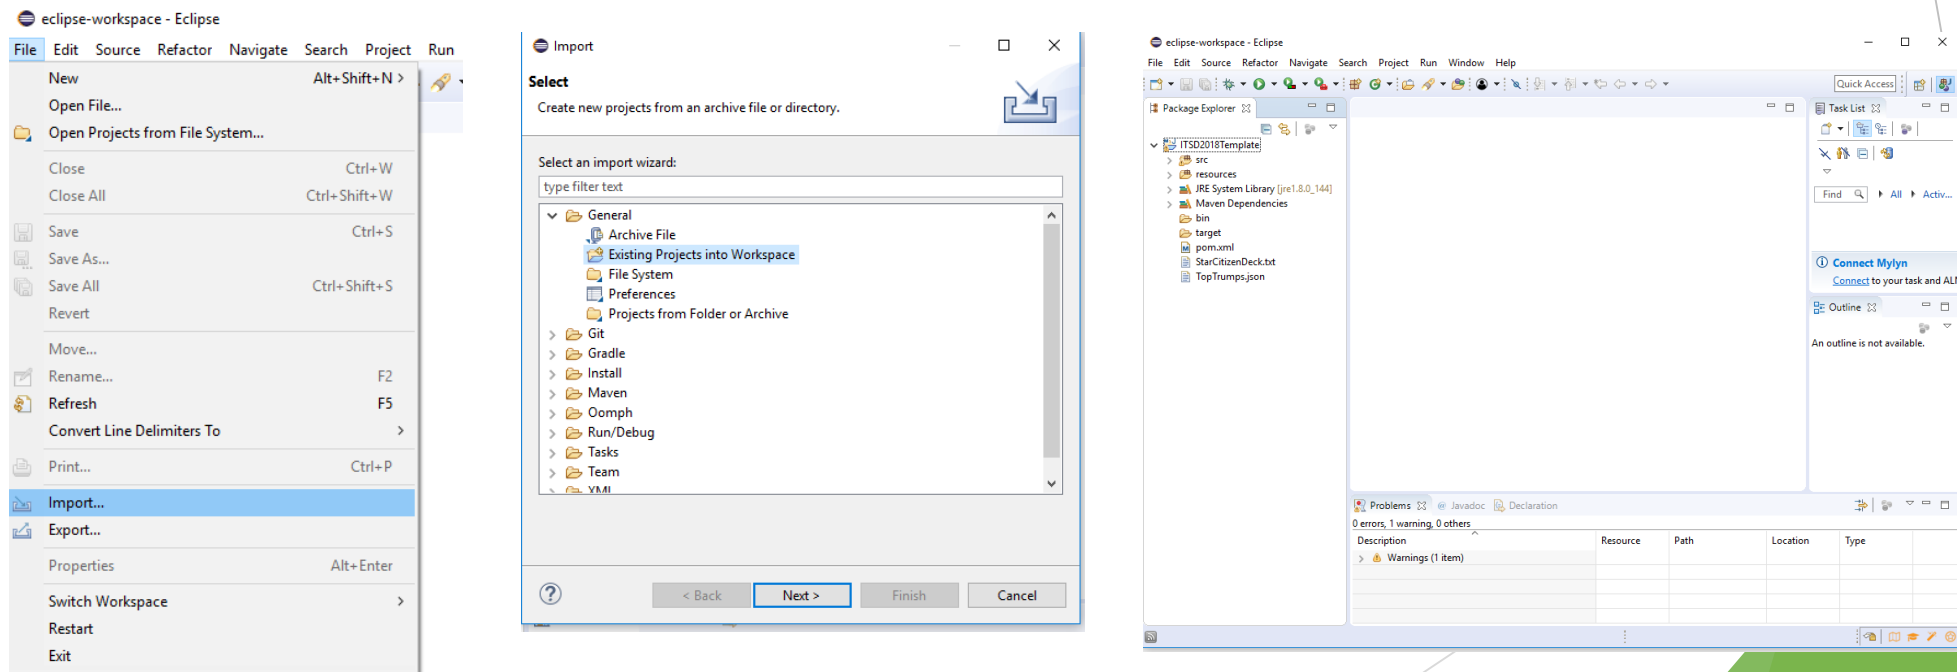 eclipse-workspace - Eclipse
File Edit Source Refactor Navigate Search Project Run
New Alt+Shift+N >
Open File...
Open Projects from File System...
Close Ctrl+W
Close All Ctrl+Shift+W
Save Ctrl+S
Save As...
Save All Ctrl+Shift+S
Revert
Move...
Rename... F2
Refresh F5
Convert Line Delimiters To >
Print... Ctrl+P
Import...
Export...
Properties Alt+Enter
Switch Workspace >
Restart
Exit
Import
Select
Create new projects from an archive file or directory.
Select an import wizard:
type filter text
General
Archive File
Existing Projects into Workspace
File System
Preferences
Projects from Folder or Archive
Git
Gradle
Install
Maven
Oomph
Run/Debug
Tasks
Team
XML
< Back Next > Finish Cancel
eclipse-workspace - Eclipse
File Edit Source Refactor Navigate Search Project Run Window Help
Quick Access
Package Explorer
ITSD2018Template
src
resources
JRE System Library [jre1.8.0_144]
Maven Dependencies
bin
target
pom.xml
StarCitizenDeck.txt
TopTrumps.json
Task List
Find All Activ...
Connect Mylyn
Connect to your task and ALM
Outline
An outline is not available.
Problems Javadoc Declaration
0 errors, 1 warning, 0 others
Description Resource Path Location Type
Warnings (1 item)